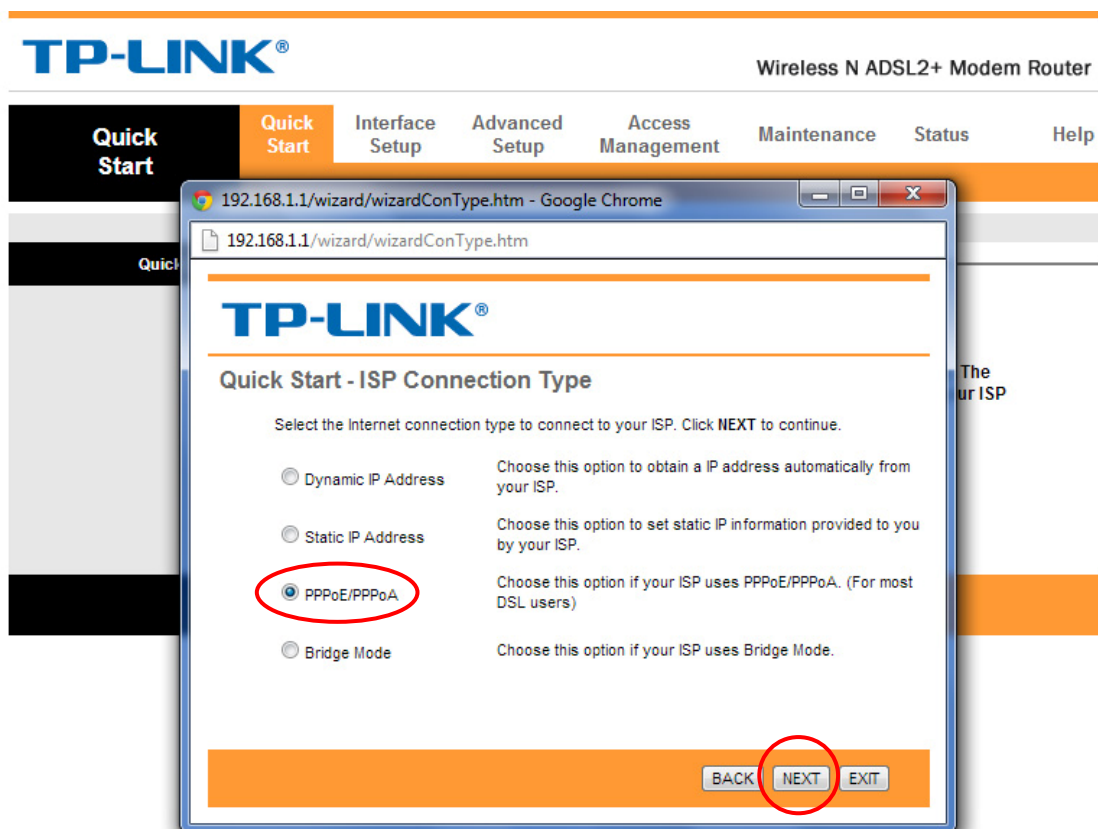 TP-LINK®
Wireless N ADSL2+ Modem Router
Quick
Start
Quick
Start
Interface
Setup
Advanced
Setup
Access
Management
Maintenance
Status
Help
192.168.1.1/wizard/wizardConType.htm - Google Chrome
192.168.1.1/wizard/wizardConType.htm
Quick
TP-LINK®
Quick Start - ISP Connection Type
The
ur ISP
Select the Internet connection type to connect to your ISP. Click NEXT to continue.
Dynamic IP Address
Choose this option to obtain a IP address automatically from
your ISP.
Static IP Address
Choose this option to set static IP information provided to you
by your ISP.
PPPoE/PPPoA
Choose this option if your ISP uses PPPoE/PPPoA. (For most
DSL users)
Bridge Mode
Choose this option if your ISP uses Bridge Mode.
BACK
NEXT
EXIT